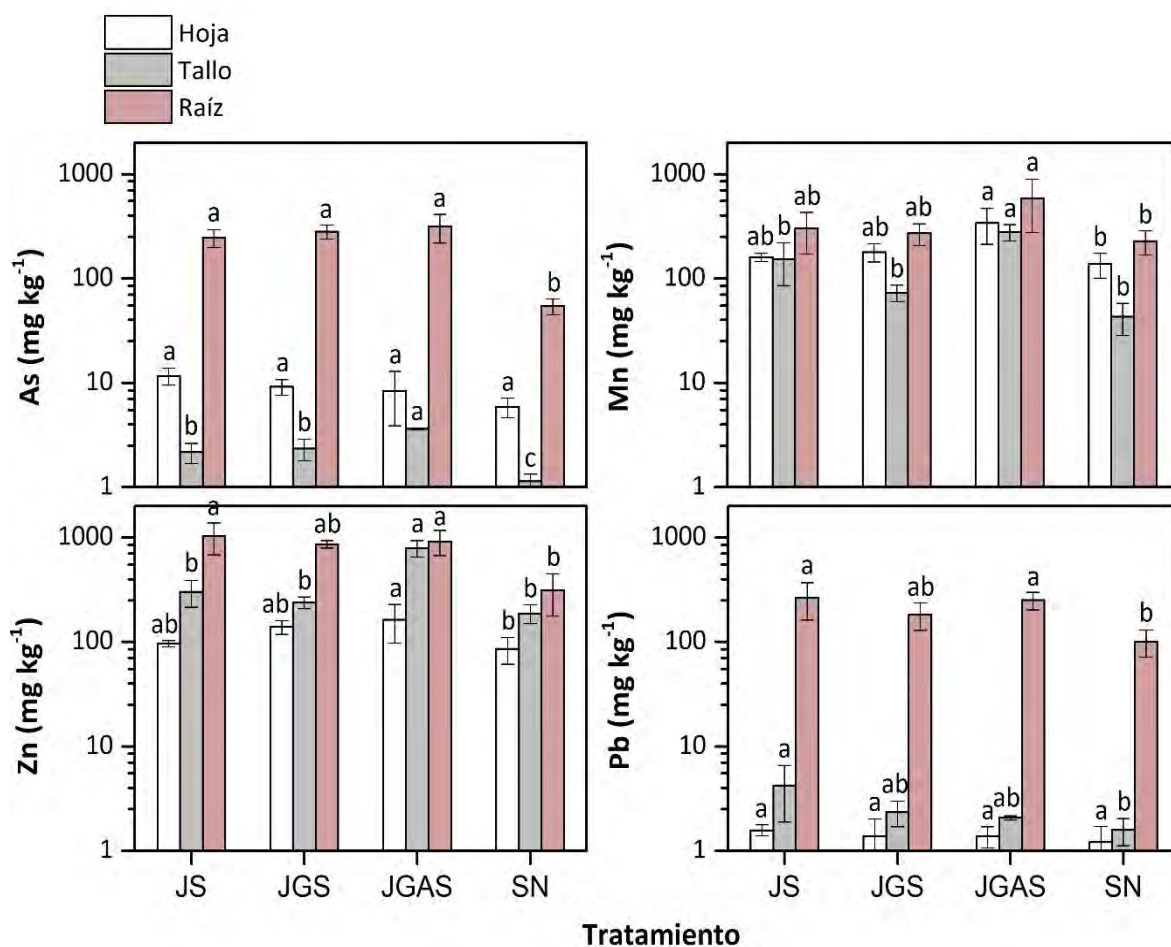 Hoja
Tallo
Raíz
As (mg kg⁻¹)
1000
100
10
1
a
b
a
a
b
a
a
a
a
a
c
b
Mn (mg kg⁻¹)
1000
100
10
1
ab
b
ab
ab
b
ab
a
a
a
b
b
b
Zn (mg kg⁻¹)
1000
100
10
1
ab
b
a
ab
b
ab
a
a
a
b
b
b
JS
JGS
JGAS
SN
Pb (mg kg⁻¹)
1000
100
10
1
a
a
a
a
ab
ab
a
ab
a
a
b
b
JS
JGS
JGAS
SN
Tratamiento